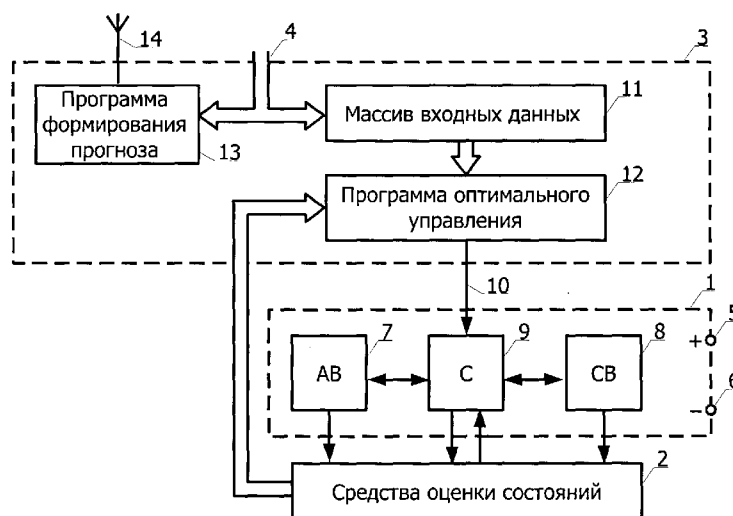 14
4
3
Программа
формирования
прогноза
13
Массив входных данных
11
Программа оптимального
управления
12
10
1
5
+
6
−
АВ
7
С
9
СВ
8
2
Средства оценки состояний